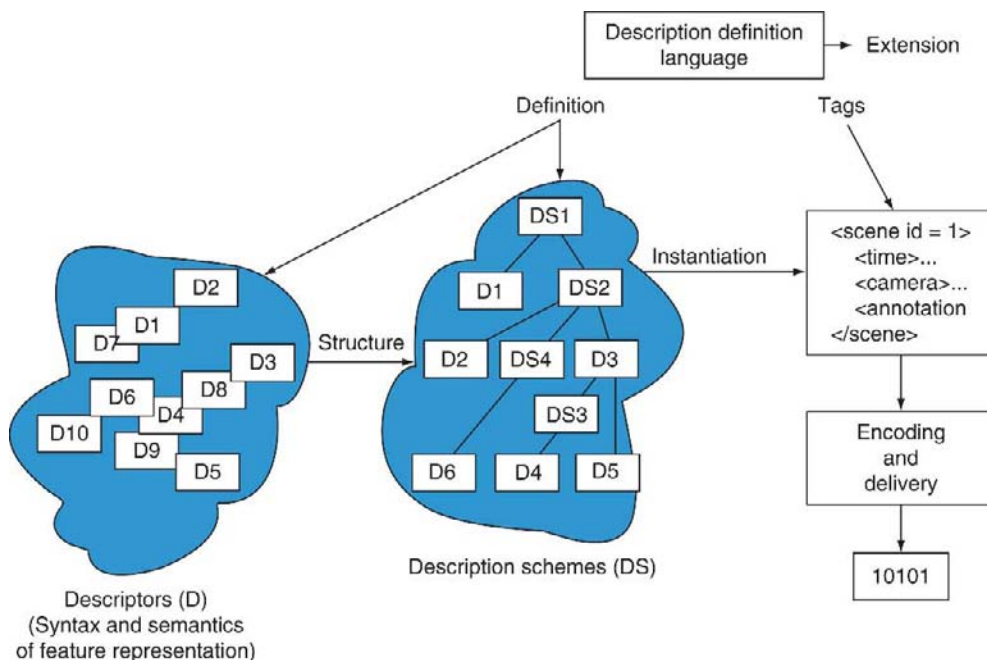 Description definition
language
Extension
Definition
Tags
DS1
D1
DS2
D2
DS4
D3
DS3
D6
D4
D5
Description schemes (DS)
D2
D1
D7
D3
D8
D6
D4
D10
D9
D5
Descriptors (D)
(Syntax and semantics
of feature representation)
Structure
Instantiation
<scene id = 1>
<time>...
<camera>...
<annotation
</scene>
Encoding
and
delivery
10101